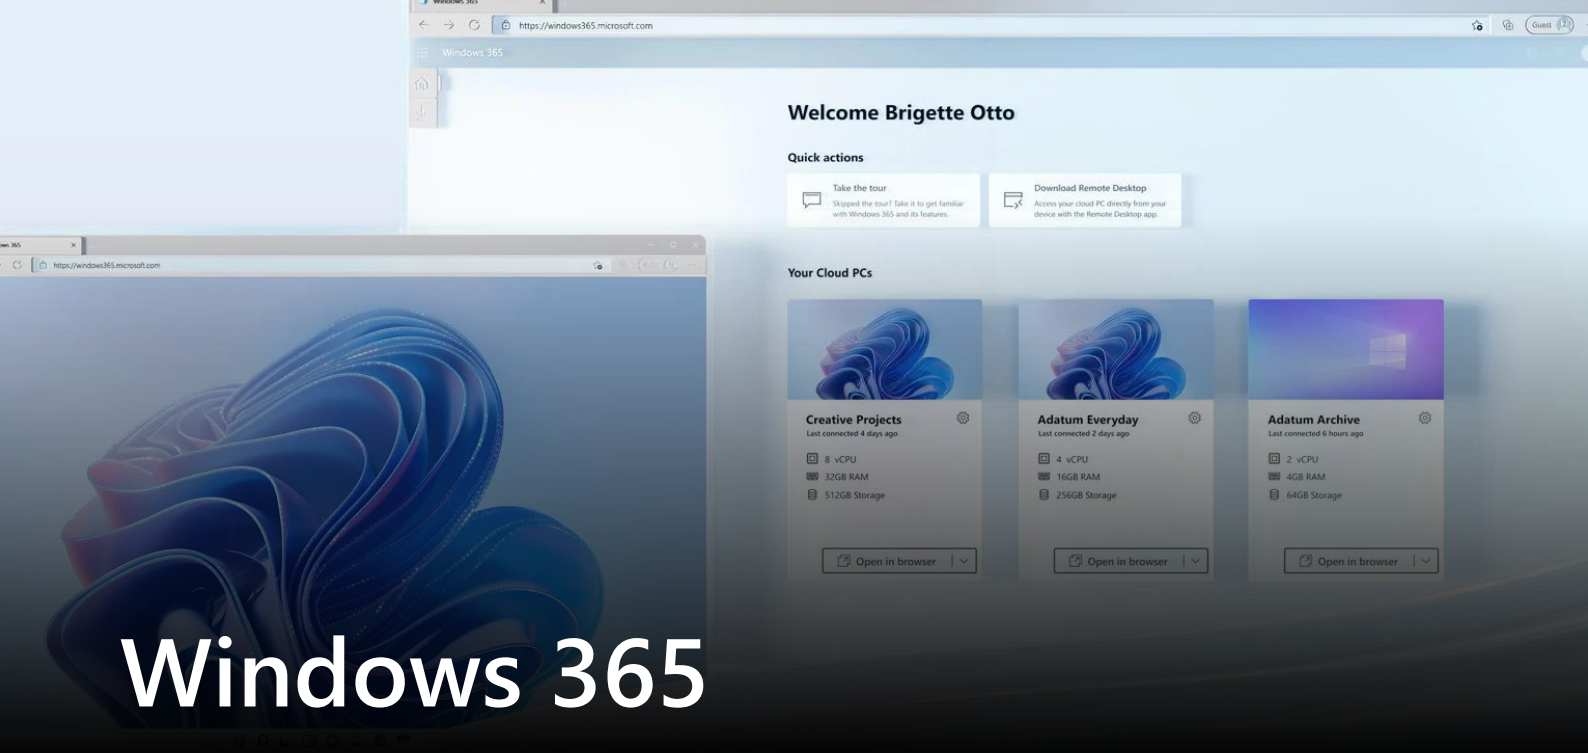 Windows 365
https://windows365.microsoft.com
Guest
Windows 365
Welcome Brigette Otto
Quick actions
Take the tour
Skipped the tour? Take it to get familiar
with Windows 365 and its features.
Download Remote Desktop
Access your cloud PC directly from your
device with the Remote Desktop app.
https://windows365.microsoft.com
Your Cloud PCs
Creative Projects
Last connected 4 days ago
8 vCPU
32GB RAM
512GB Storage
Open in browser
Adatum Everyday
Last connected 2 days ago
4 vCPU
16GB RAM
256GB Storage
Open in browser
Adatum Archive
Last connected 6 hours ago
2 vCPU
4GB RAM
64GB Storage
Open in browser
Windows 365